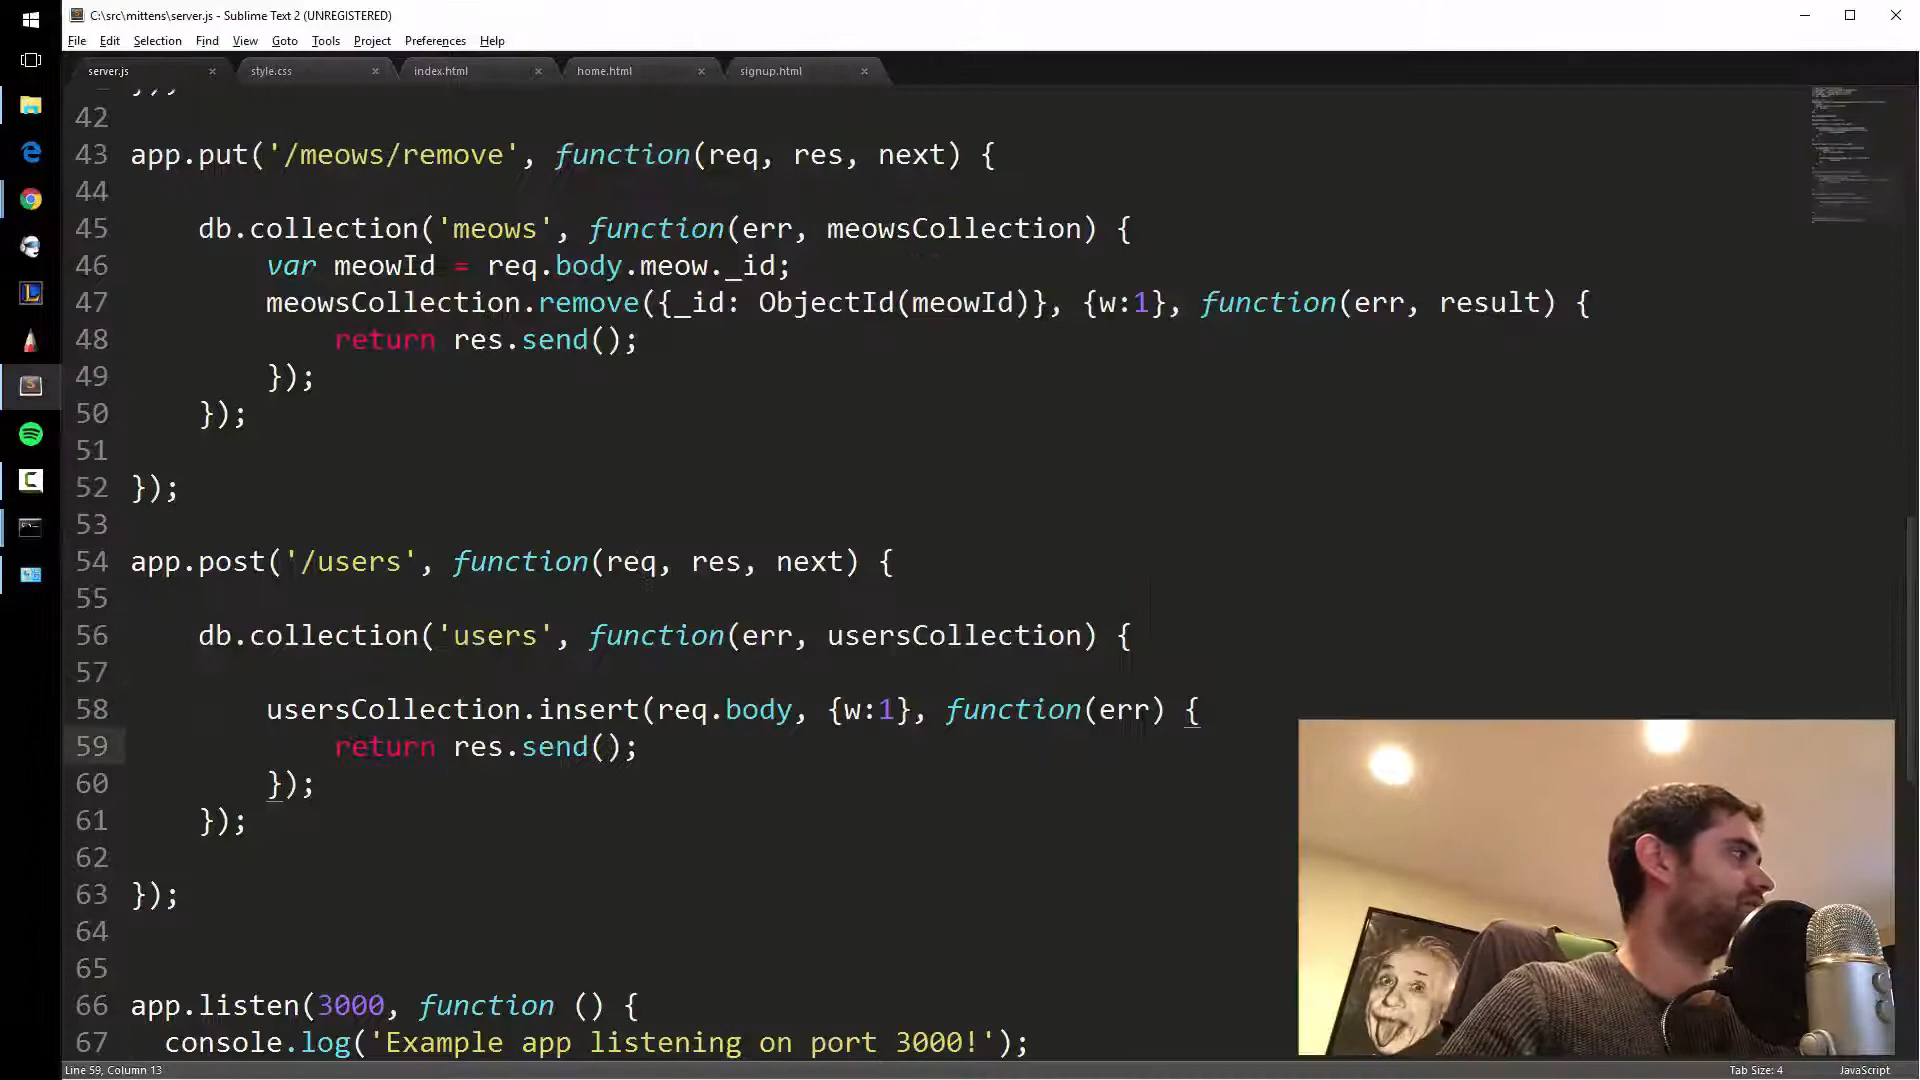 C:\src\mittens\server.js - Sublime Text 2 (UNREGISTERED)
File Edit Selection Find View Goto Tools Project Preferences Help
server.js style.css index.html home.html signup.html
42
43 app.put('/meows/remove', function(req, res, next) {
44
45 db.collection('meows', function(err, meowsCollection) {
46 var meowId = req.body.meow._id;
47 meowsCollection.remove({_id: ObjectId(meowId)}, {w:1}, function(err, result) {
48 return res.send();
49 });
50 });
51
52 });
53
54 app.post('/users', function(req, res, next) {
55
56 db.collection('users', function(err, usersCollection) {
57
58 usersCollection.insert(req.body, {w:1}, function(err) {
59 return res.send();
60 });
61 });
62
63 });
64
65
66 app.listen(3000, function () {
67 console.log('Example app listening on port 3000!');
Line 59, Column 13 Tab Size: 4 JavaScript